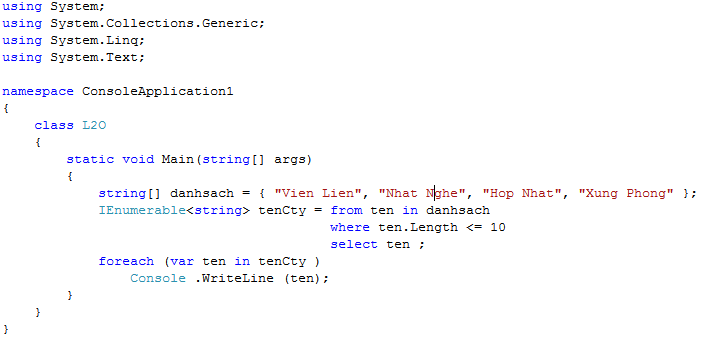 using System;
using System.Collections.Generic;
using System.Linq;
using System.Text;

namespace ConsoleApplication1
{
    class L2O
    {
        static void Main(string[] args)
        {
            string[] danhsach = { "Vien Lien", "Nhat Nghe", "Hop Nhat", "Xung Phong" };
            IEnumerable<string> tenCty = from ten in danhsach
                                         where ten.Length <= 10
                                         select ten ;
            foreach (var ten in tenCty )
                Console .WriteLine (ten);
        }
    }
}